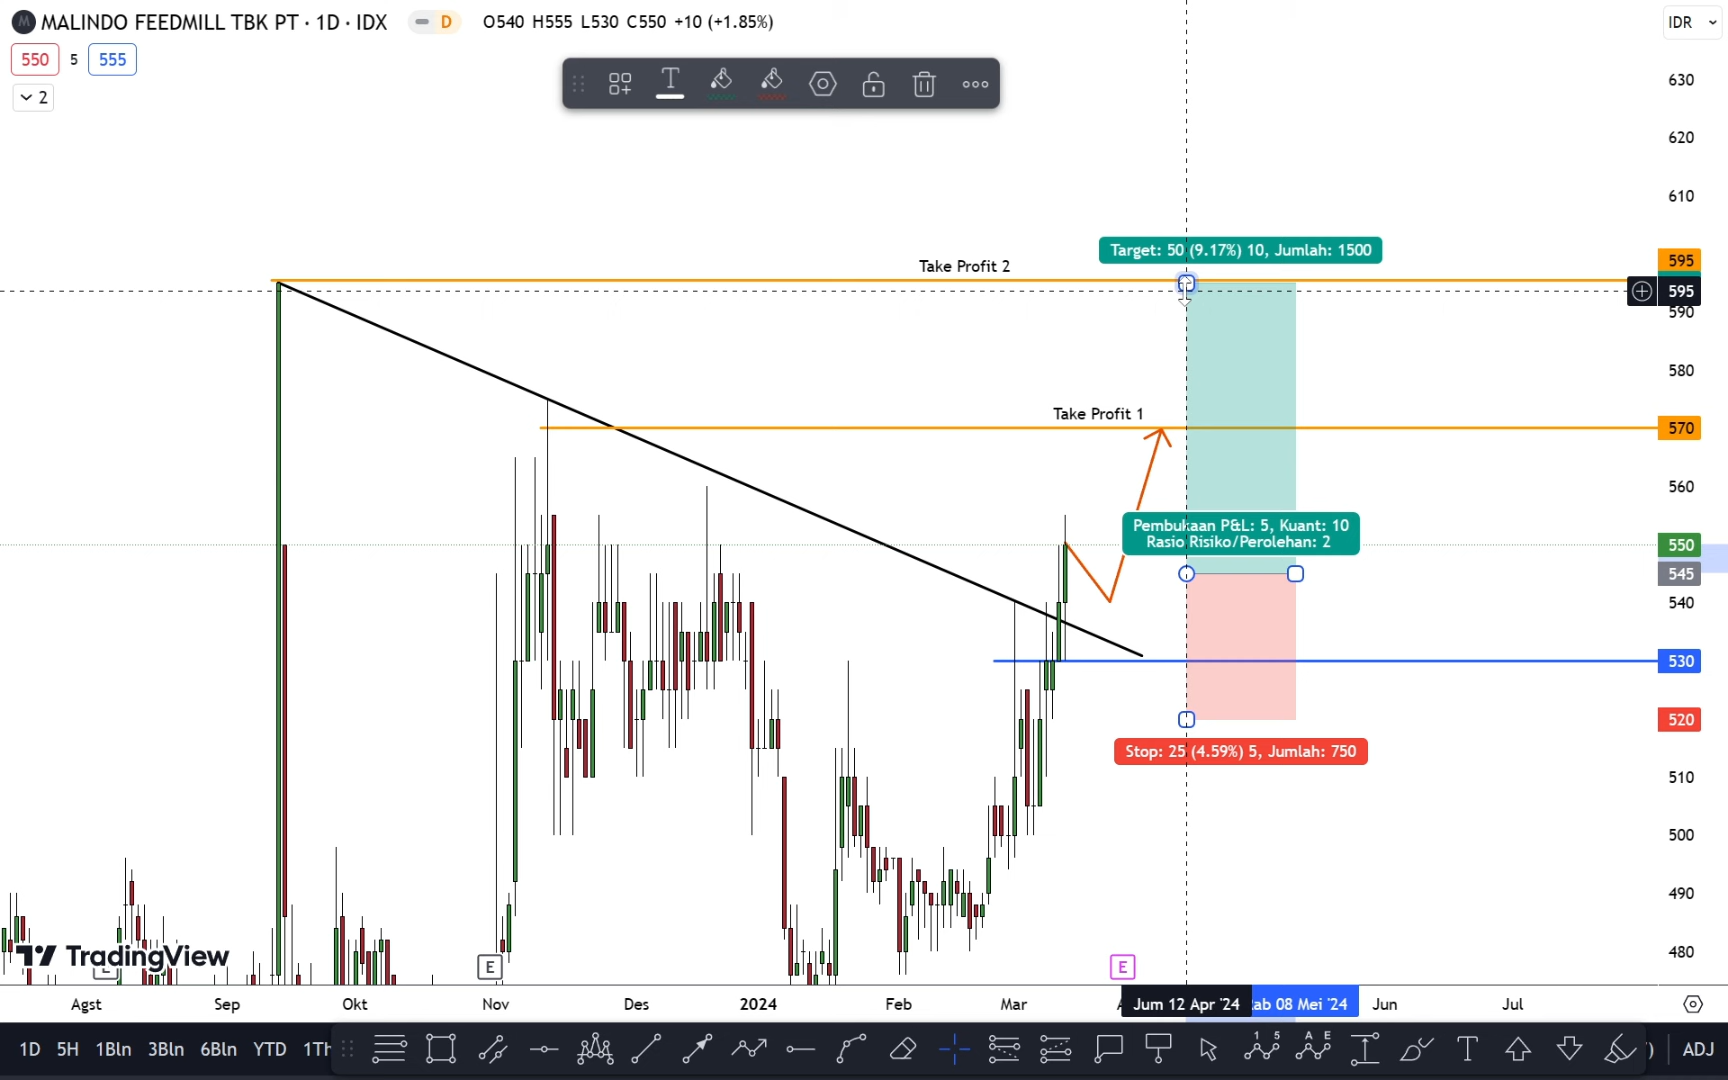 M MALINDO FEEDMILL TBK PT · 1D · IDX D O540 H555 L530 C550 +10 (+1.85%)
IDR
550 5 555
2
T
630
620
610
Target: 50 (9.17%) 10, Jumlah: 1500
Take Profit 2
595
595
590
580
Take Profit 1
570
560
Pembukaan P&L: 5, Kuant: 10
Rasio Risiko/Perolehan: 2
550
545
540
530
520
Stop: 25 (4.59%) 5, Jumlah: 750
510
500
490
480
TradingView
E
E
Agst Sep Okt Nov Des 2024 Feb Mar Jum 12 Apr '24 08 Mei '24 Jun Jul
1D 5H 1Bln 3Bln 6Bln YTD 1Th
1 5
A E
T
ADJ